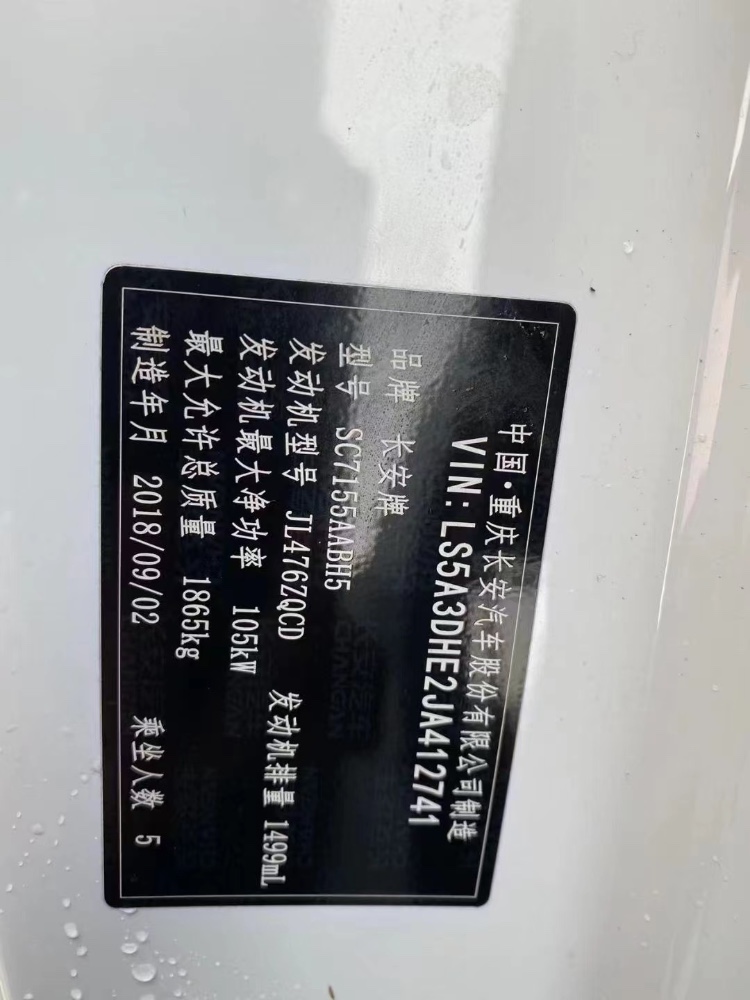 中国·重庆长安汽车股份有限公司制造
VIN: LS5A3DHE2JA412741
品牌 长安牌
型号 SC7155AABH5
发动机型号 JL476ZQCD 发动机排量 1499mL
发动机最大净功率 105kW
最大允许总质量 1865kg
制造年月 2018/09/02 乘坐人数 5